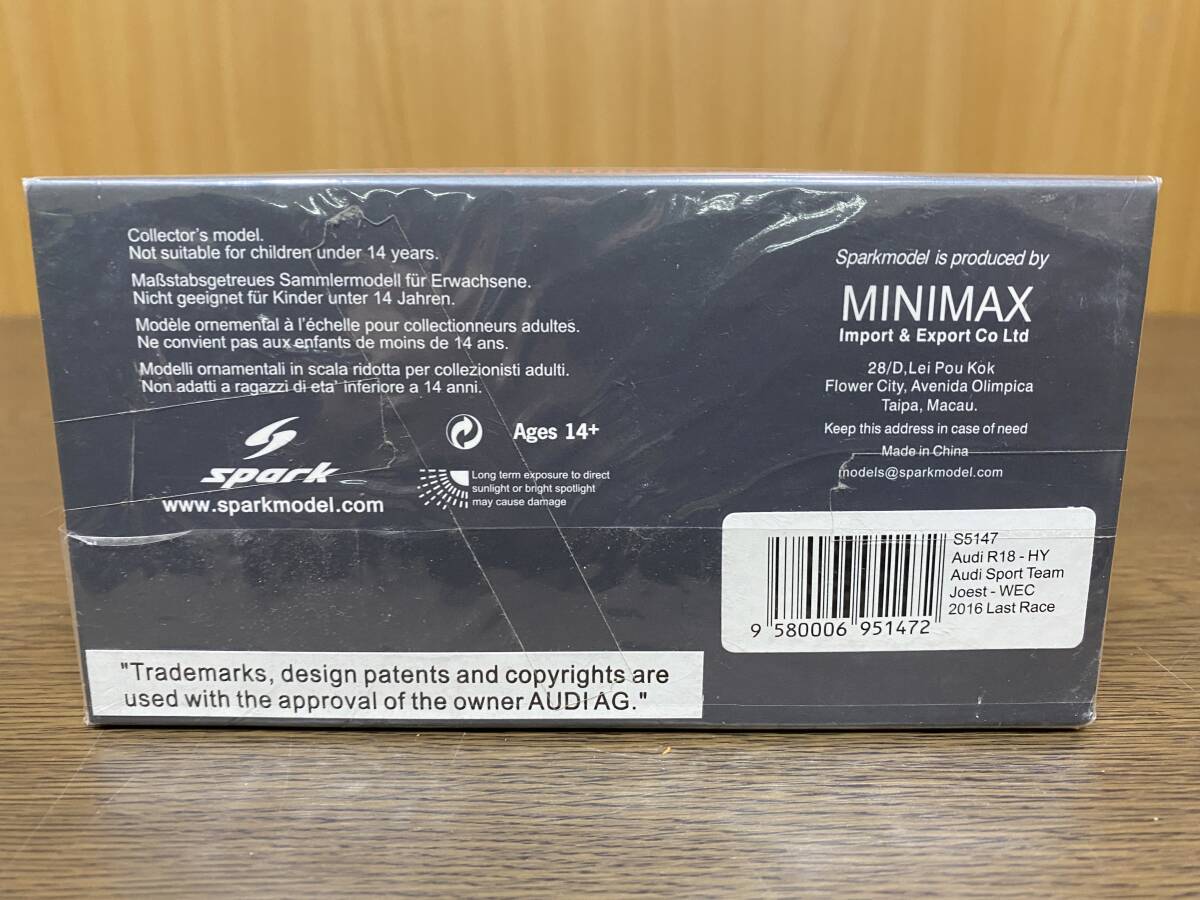 Collector's model.
Not suitable for children under 14 years.
Maßstabsgetreues Sammlermodell für Erwachsene.
Nicht geeignet für Kinder unter 14 Jahren.
Modèle ornemental à l'échelle pour collectionneurs adultes.
Ne convient pas aux enfants de moins de 14 ans.
Modelli ornamentali in scala ridotta per collezionisti adulti.
Non adatti a ragazzi di eta' inferiore a 14 anni.
spark
www.sparkmodel.com
Ages 14+
Long term exposure to direct
sunlight or bright spotlight
may cause damage
Sparkmodel is produced by
MINIMAX
Import & Export Co Ltd
28/D,Lei Pou Kok
Flower City, Avenida Olimpica
Taipa, Macau.
Keep this address in case of need
Made in China
models@sparkmodel.com
S5147
Audi R18 - HY
Audi Sport Team
Joest - WEC
2016 Last Race
9 580006 951472
"Trademarks, design patents and copyrights are
used with the approval of the owner AUDI AG."